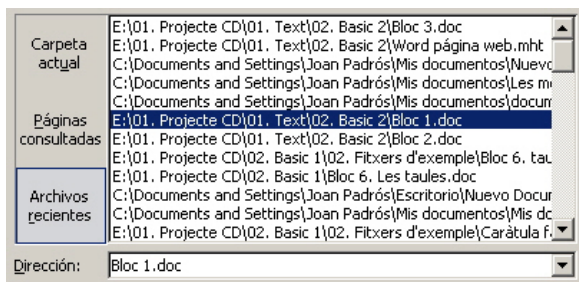 Carpeta
actual
Páginas
consultadas
Archivos
recientes
E:\01. Projecte CD\01. Text\02. Basic 2\Bloc 3.doc
E:\01. Projecte CD\01. Text\02. Basic 2\Word página web.mht
C:\Documents and Settings\Joan Padrós\Mis documentos\Nuevo
C:\Documents and Settings\Joan Padrós\Mis documentos\Les
C:\Documents and Settings\Joan Padrós\Mis documentos\docum
E:\01. Projecte CD\01. Text\02. Basic 2\Bloc 1.doc
E:\01. Projecte CD\01. Text\02. Basic 2\Bloc 2.doc
E:\01. Projecte CD\02. Basic 1\02. Fitxers d'exemple\Bloc 6. tau
E:\01. Projecte CD\02. Basic 1\Bloc 6. Les taules.doc
C:\Documents and Settings\Joan Padrós\Escritorio\Nuevo Docur
C:\Documents and Settings\Joan Padrós\Mis documentos\Mis dc
E:\01. Projecte CD\02. Basic 1\02. Fitxers d'exemple\Caràtula f.
Dirección: Bloc 1.doc